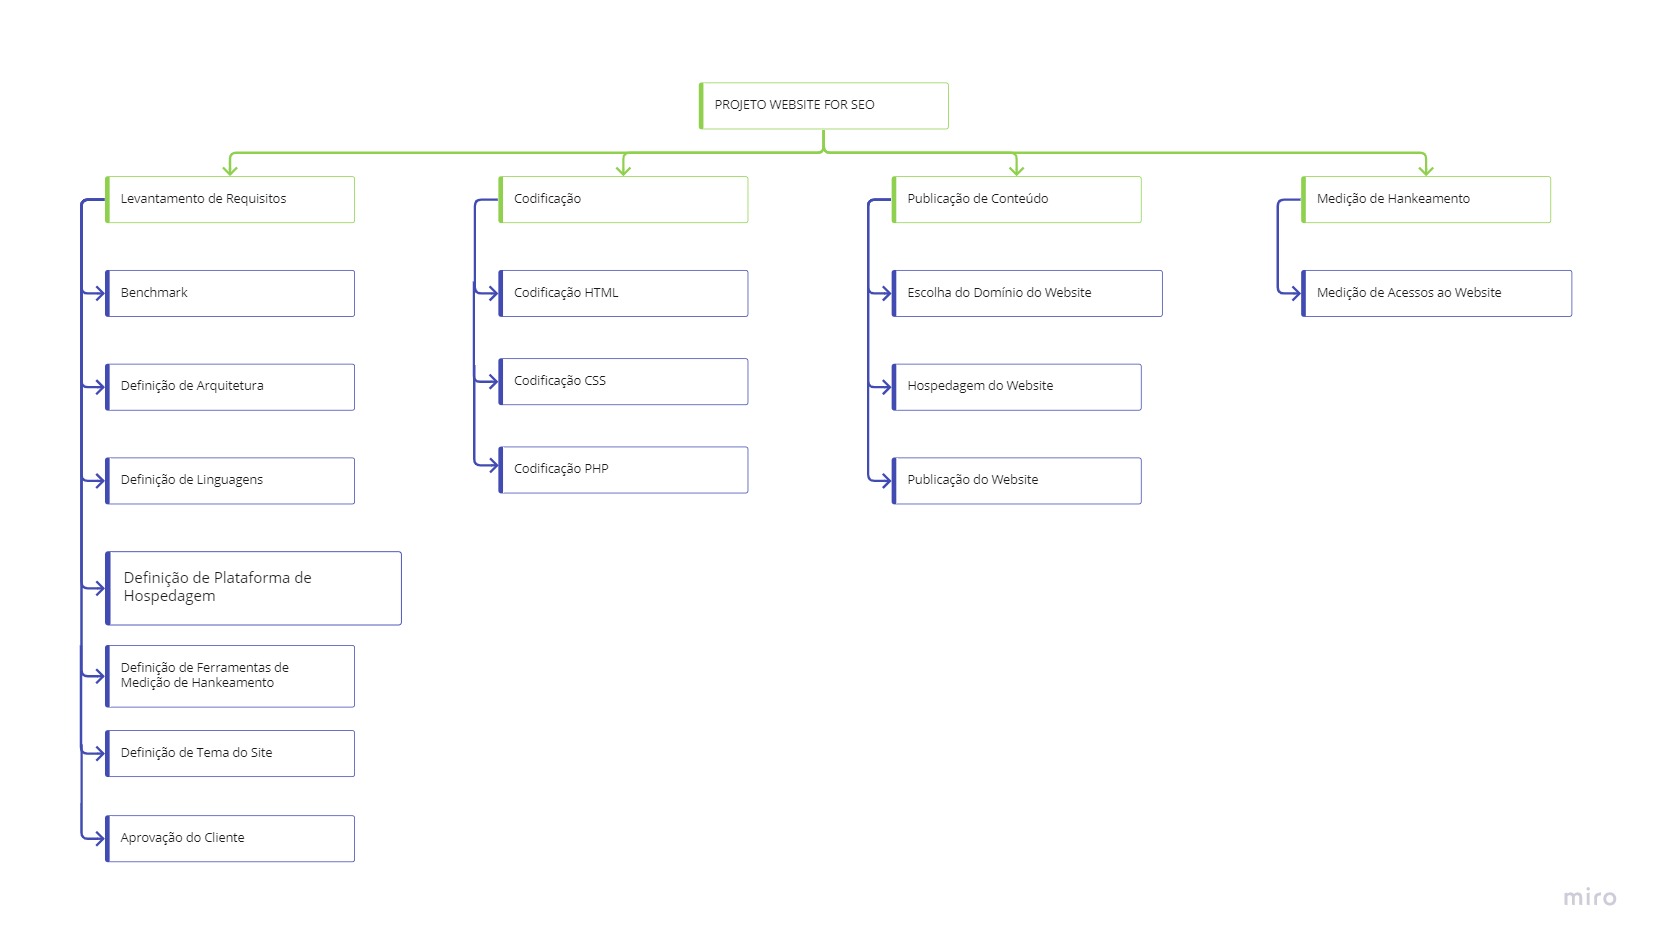 PROJETO WEBSITE FOR SEO
Levantamento de Requisitos
Benchmark
Definição de Arquitetura
Definição de Linguagens
Definição de Plataforma de
Hospedagem
Definição de Ferramentas de
Medição de Hankeamento
Definição de Tema do Site
Aprovação do Cliente
Codificação
Codificação HTML
Codificação CSS
Codificação PHP
Publicação de Conteúdo
Escolha do Domínio do Website
Hospedagem do Website
Publicação do Website
Medição de Hankeamento
Medição de Acessos ao Website
miro